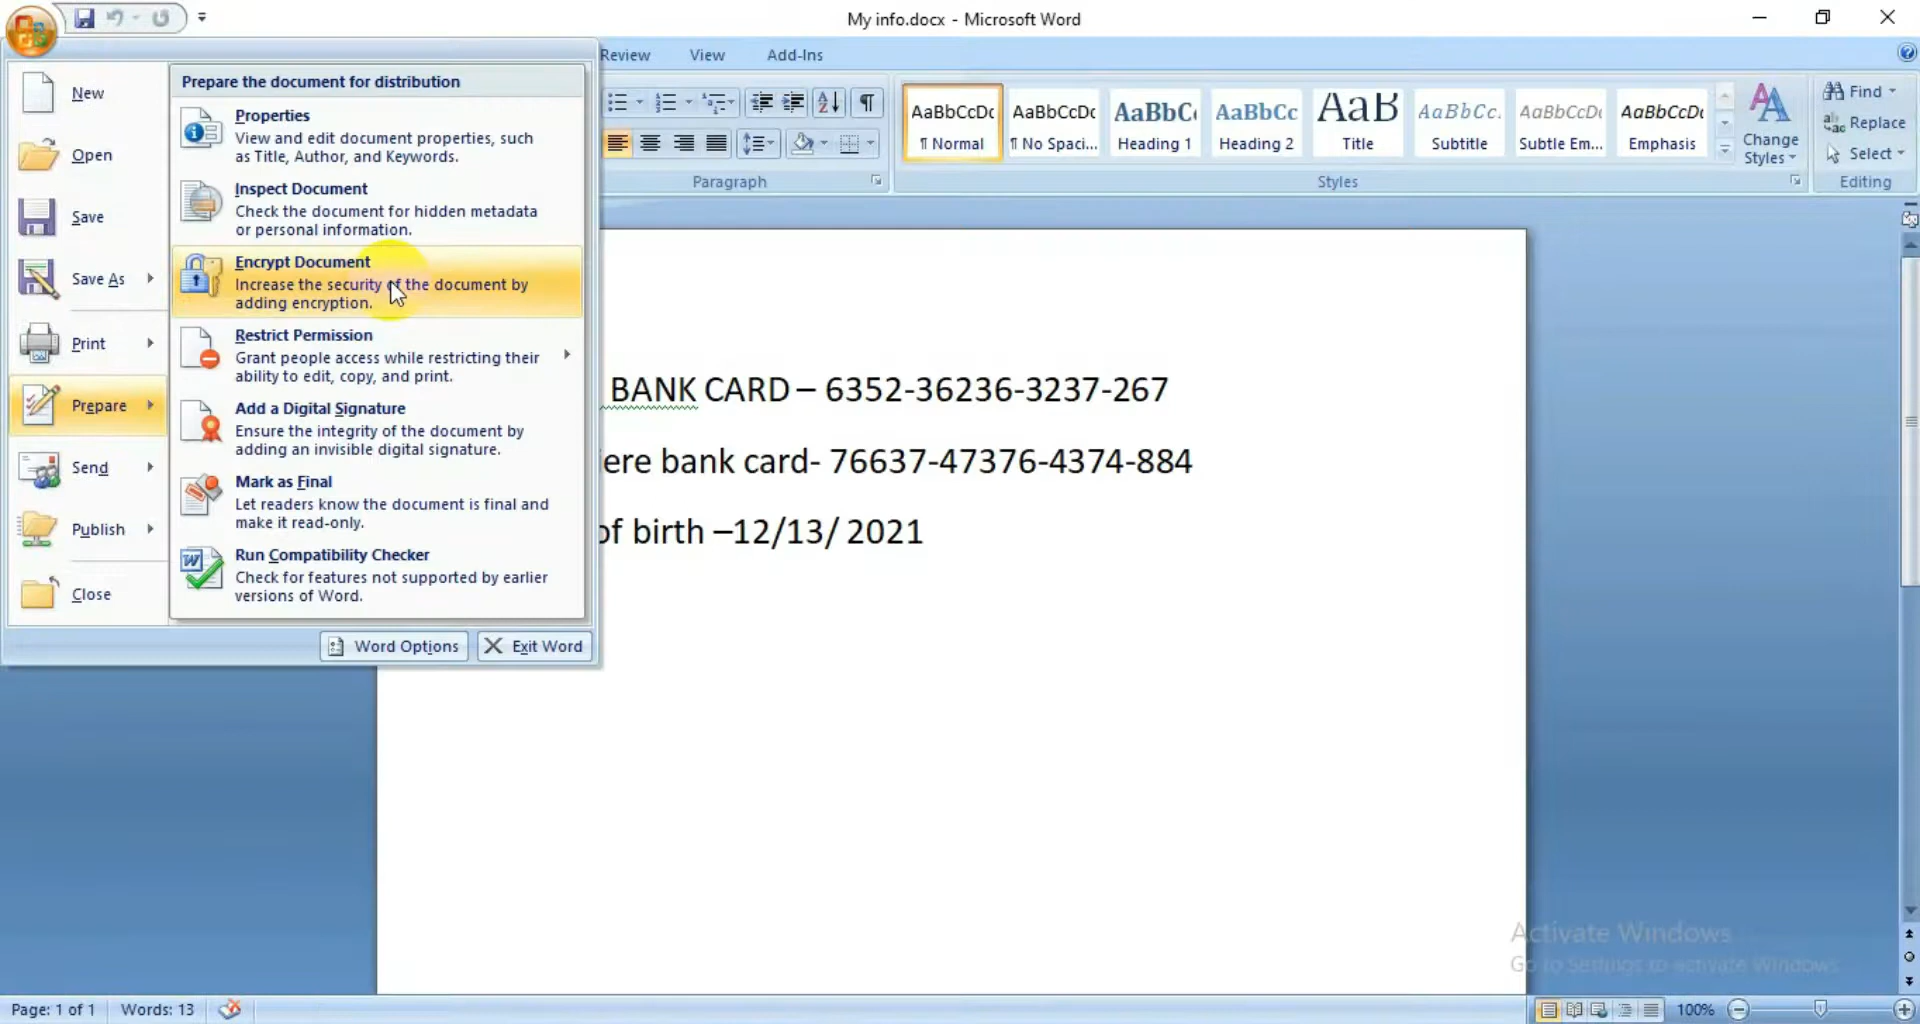 My info.docx - Microsoft Word
Review View Add-Ins
New
Open
Save
Save As
Print
Prepare
Send
Publish
Close
Prepare the document for distribution
Properties
View and edit document properties, such
as Title, Author, and Keywords.
Inspect Document
Check the document for hidden metadata
or personal information.
Encrypt Document
Increase the security of the document by
adding encryption.
Restrict Permission
Grant people access while restricting their
ability to edit, copy, and print.
Add a Digital Signature
Ensure the integrity of the document by
adding an invisible digital signature.
Mark as Final
Let readers know the document is final and
make it read-only.
Run Compatibility Checker
Check for features not supported by earlier
versions of Word.
Word Options
Exit Word
Paragraph
AaBbCcDc AaBbCcDc AaBbC AaBbCc AaB AaBbCc. AaBbCcDc AaBbCcDc
¶ Normal ¶ No Spaci... Heading 1 Heading 2 Title Subtitle Subtle Em... Emphasis
Change
Styles
Styles
Find
Replace
Select
Editing
BANK CARD – 6352-36236-3237-267
ere bank card- 76637-47376-4374-884
of birth –12/13/ 2021
Activate Windows
Go to Settings to activate Windows.
Page: 1 of 1 Words: 13 100%